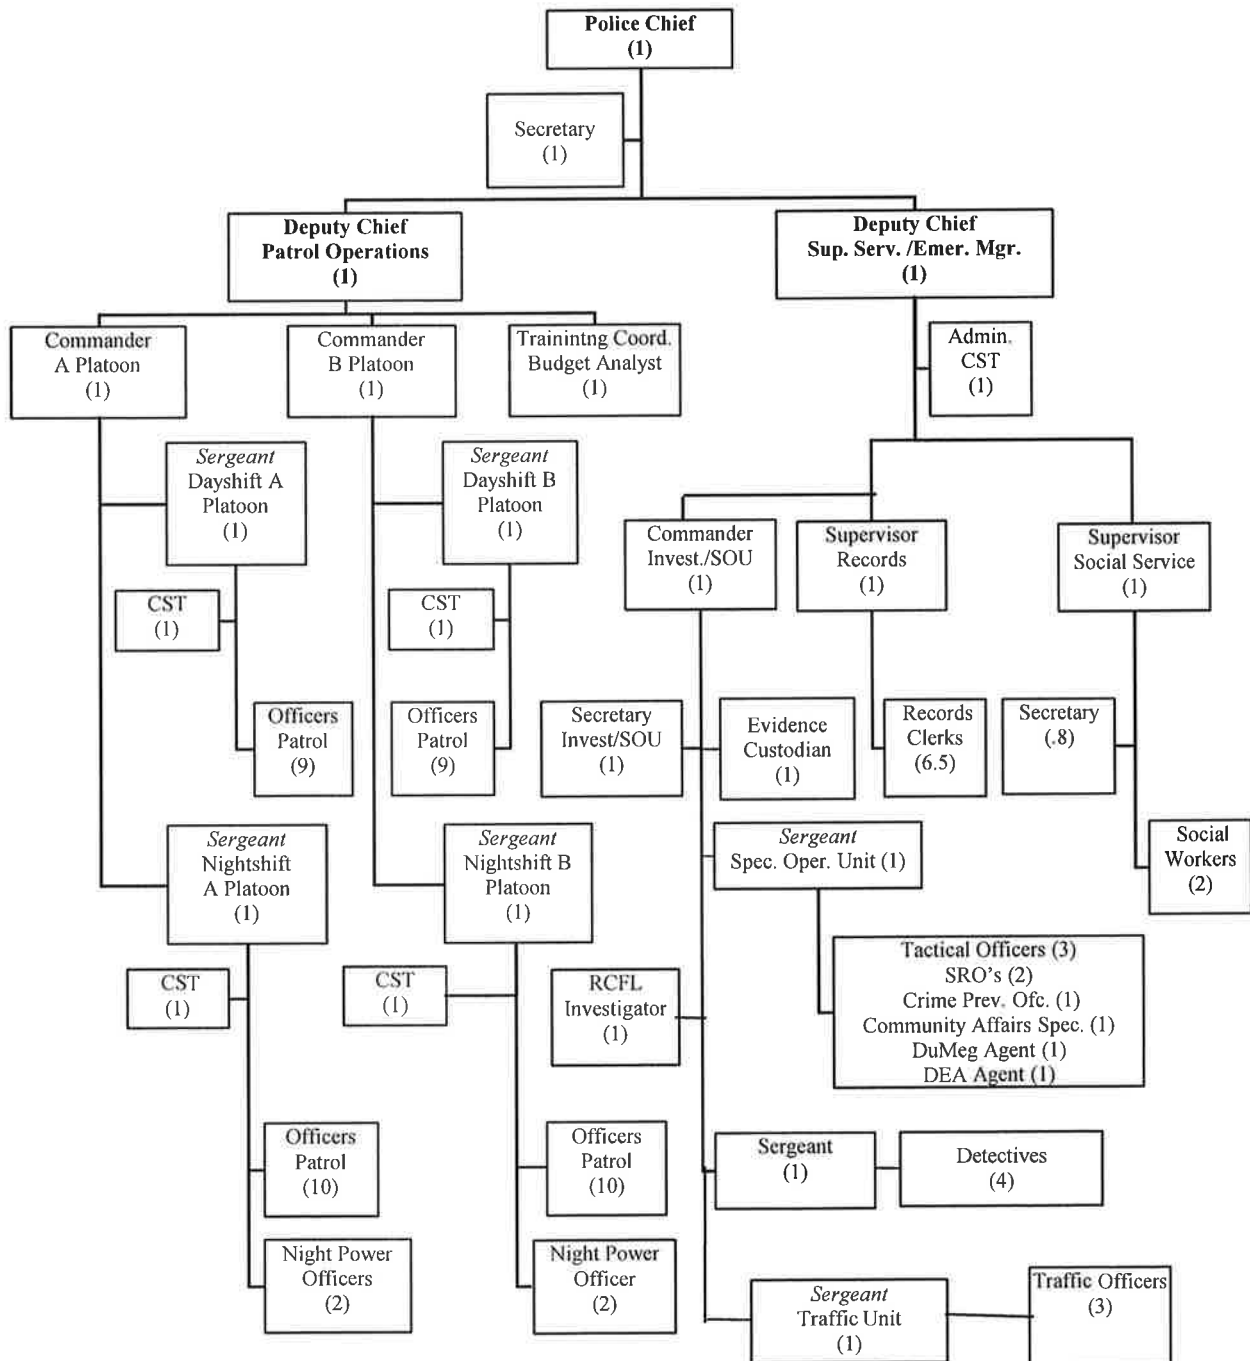 Police Chief
(1)
Secretary
(1)
Deputy Chief
Patrol Operations
(1)
Deputy Chief
Sup. Serv. /Emer. Mgr.
(1)
Commander
A Platoon
(1)
Commander
B Platoon
(1)
Trainintng Coord.
Budget Analyst
(1)
Admin.
CST
(1)
Sergeant
Dayshift A
Platoon
(1)
Sergeant
Dayshift B
Platoon
(1)
Commander
Invest./SOU
(1)
Supervisor
Records
(1)
Supervisor
Social Service
(1)
CST
(1)
CST
(1)
Officers
Patrol
(9)
Officers
Patrol
(9)
Secretary
Invest/SOU
(1)
Evidence
Custodian
(1)
Records
Clerks
(6.5)
Secretary
(.8)
Sergeant
Nightshift
A Platoon
(1)
Sergeant
Nightshift B
Platoon
(1)
Sergeant
Spec. Oper. Unit (1)
Social
Workers
(2)
CST
(1)
CST
(1)
RCFL
Investigator
(1)
Tactical Officers (3)
SRO's (2)
Crime Prev. Ofc. (1)
Community Affairs Spec. (1)
DuMeg Agent (1)
DEA Agent (1)
Officers
Patrol
(10)
Officers
Patrol
(10)
Sergeant
(1)
Detectives
(4)
Night Power
Officers
(2)
Night Power
Officer
(2)
Sergeant
Traffic Unit
(1)
Traffic Officers
(3)